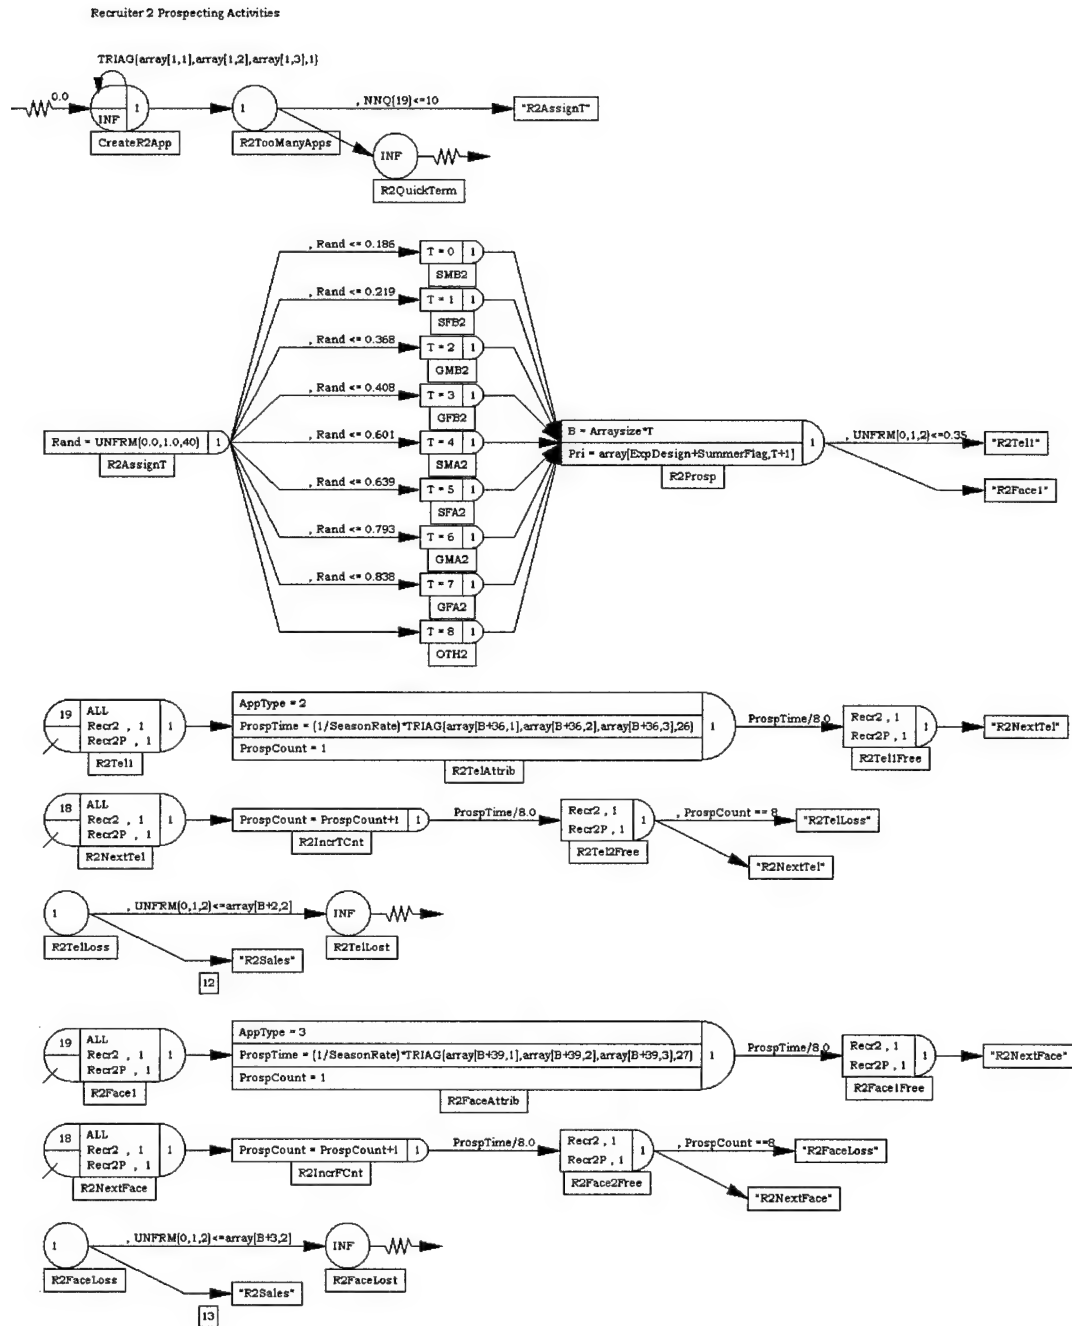 Recruiter 2 Prospecting Activities
TRIAG(array[1,1],array[1,2],array[1,3],1)
0.0
INF
1
CreateR2App
1
R2TooManyApps
, NNQ(19)<=10
"R2AssignT"
INF
R2QuickTerm
Rand = UNFRM(0.0,1.0,40)
1
R2AssignT
, Rand <= 0.186
T = 0
1
SMB2
, Rand <= 0.219
T = 1
1
SFB2
, Rand <= 0.368
T = 2
1
GMB2
, Rand <= 0.408
T = 3
1
GFB2
, Rand <= 0.601
T = 4
1
SMA2
, Rand <= 0.639
T = 5
1
SFA2
, Rand <= 0.793
T = 6
1
GMA2
, Rand <= 0.838
T = 7
1
GFA2
T = 8
1
OTH2
B = Arraysize*T
Pri = array[ExpDesign+SummerFlag,T+1]
1
R2Prosp
, UNFRM(0,1,2)<=0.35
"R2Tel1"
"R2Face1"
19
ALL
Recr2 , 1
Recr2P , 1
1
R2Tel1
AppType = 2
ProspTime = (1/SeasonRate)*TRIAG(array[B+36,1],array[B+36,2],array[B+36,3],26)
ProspCount = 1
1
R2TelAttrib
ProspTime/8.0
Recr2 , 1
Recr2P , 1
1
R2Tel1Free
"R2NextTel"
18
ALL
Recr2 , 1
Recr2P , 1
1
R2NextTel
ProspCount = ProspCount+1
1
R2IncrTCnt
ProspTime/8.0
Recr2 , 1
Recr2P , 1
1
R2Tel2Free
, ProspCount == 8
"R2TelLoss"
"R2NextTel"
1
R2TelLoss
, UNFRM(0,1,2)<=array[B+2,2]
INF
R2TelLost
"R2Sales"
12
19
ALL
Recr2 , 1
Recr2P , 1
1
R2Face1
AppType = 3
ProspTime = (1/SeasonRate)*TRIAG(array[B+39,1],array[B+39,2],array[B+39,3],27)
ProspCount = 1
1
R2FaceAttrib
ProspTime/8.0
Recr2 , 1
Recr2P , 1
1
R2Face1Free
"R2NextFace"
18
ALL
Recr2 , 1
Recr2P , 1
1
R2NextFace
ProspCount = ProspCount+1
1
R2IncrFCnt
ProspTime/8.0
Recr2 , 1
Recr2P , 1
1
R2Face2Free
, ProspCount ==8
"R2FaceLoss"
"R2NextFace"
1
R2FaceLoss
, UNFRM(0,1,2)<=array[B+3,2]
INF
R2FaceLost
"R2Sales"
13